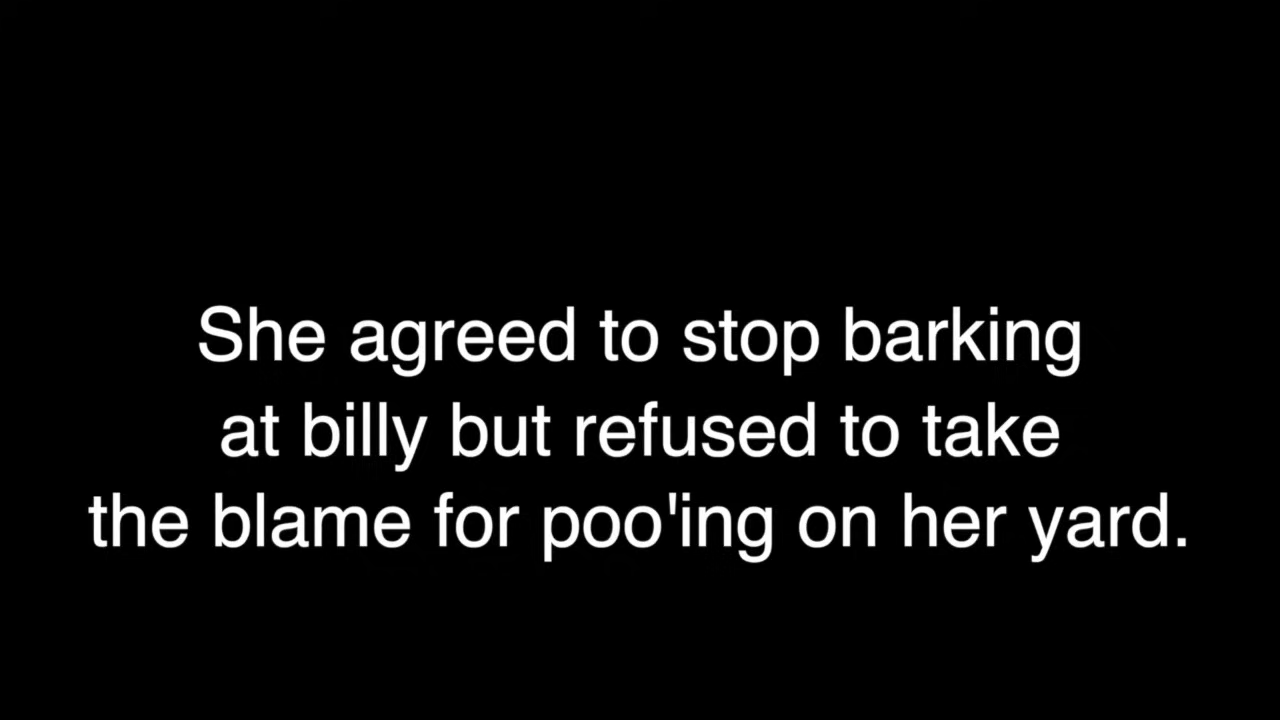 She agreed to stop barking
at billy but refused to take
the blame for poo'ing on her yard.